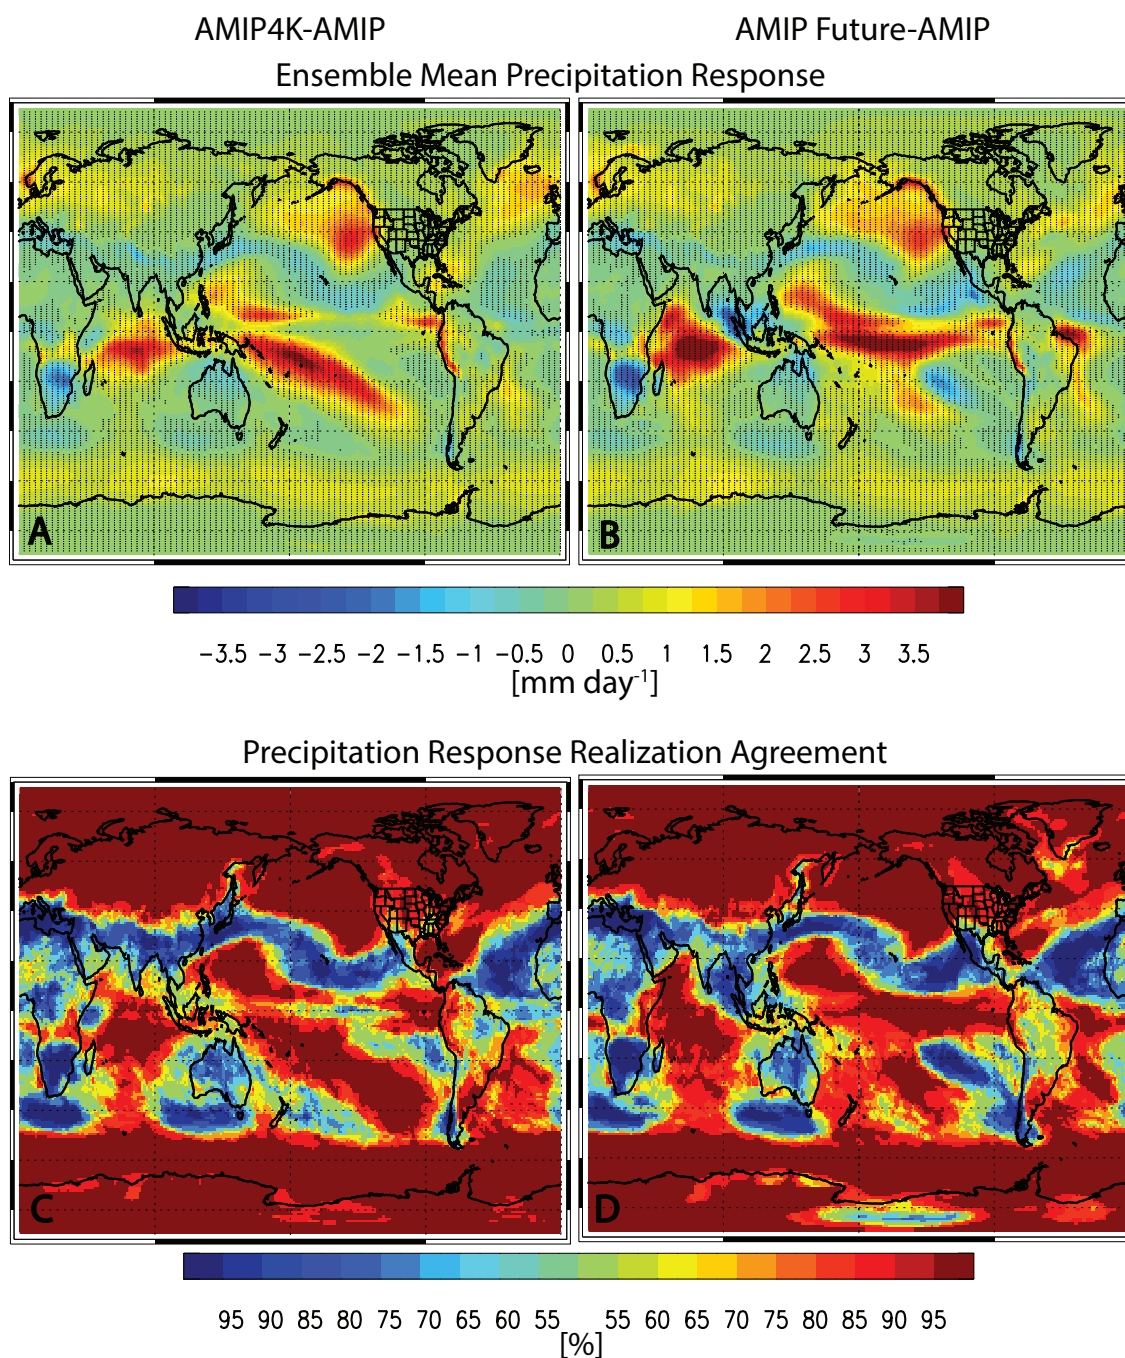 AMIP4K-AMIP AMIP Future-AMIP
Ensemble Mean Precipitation Response
A B
−3.5 −3 −2.5 −2 −1.5 −1 −0.5 0 0.5 1 1.5 2 2.5 3 3.5
[mm day⁻¹]
Precipitation Response Realization Agreement
C D
95 90 85 80 75 70 65 60 55 55 60 65 70 75 80 85 90 95
[%]